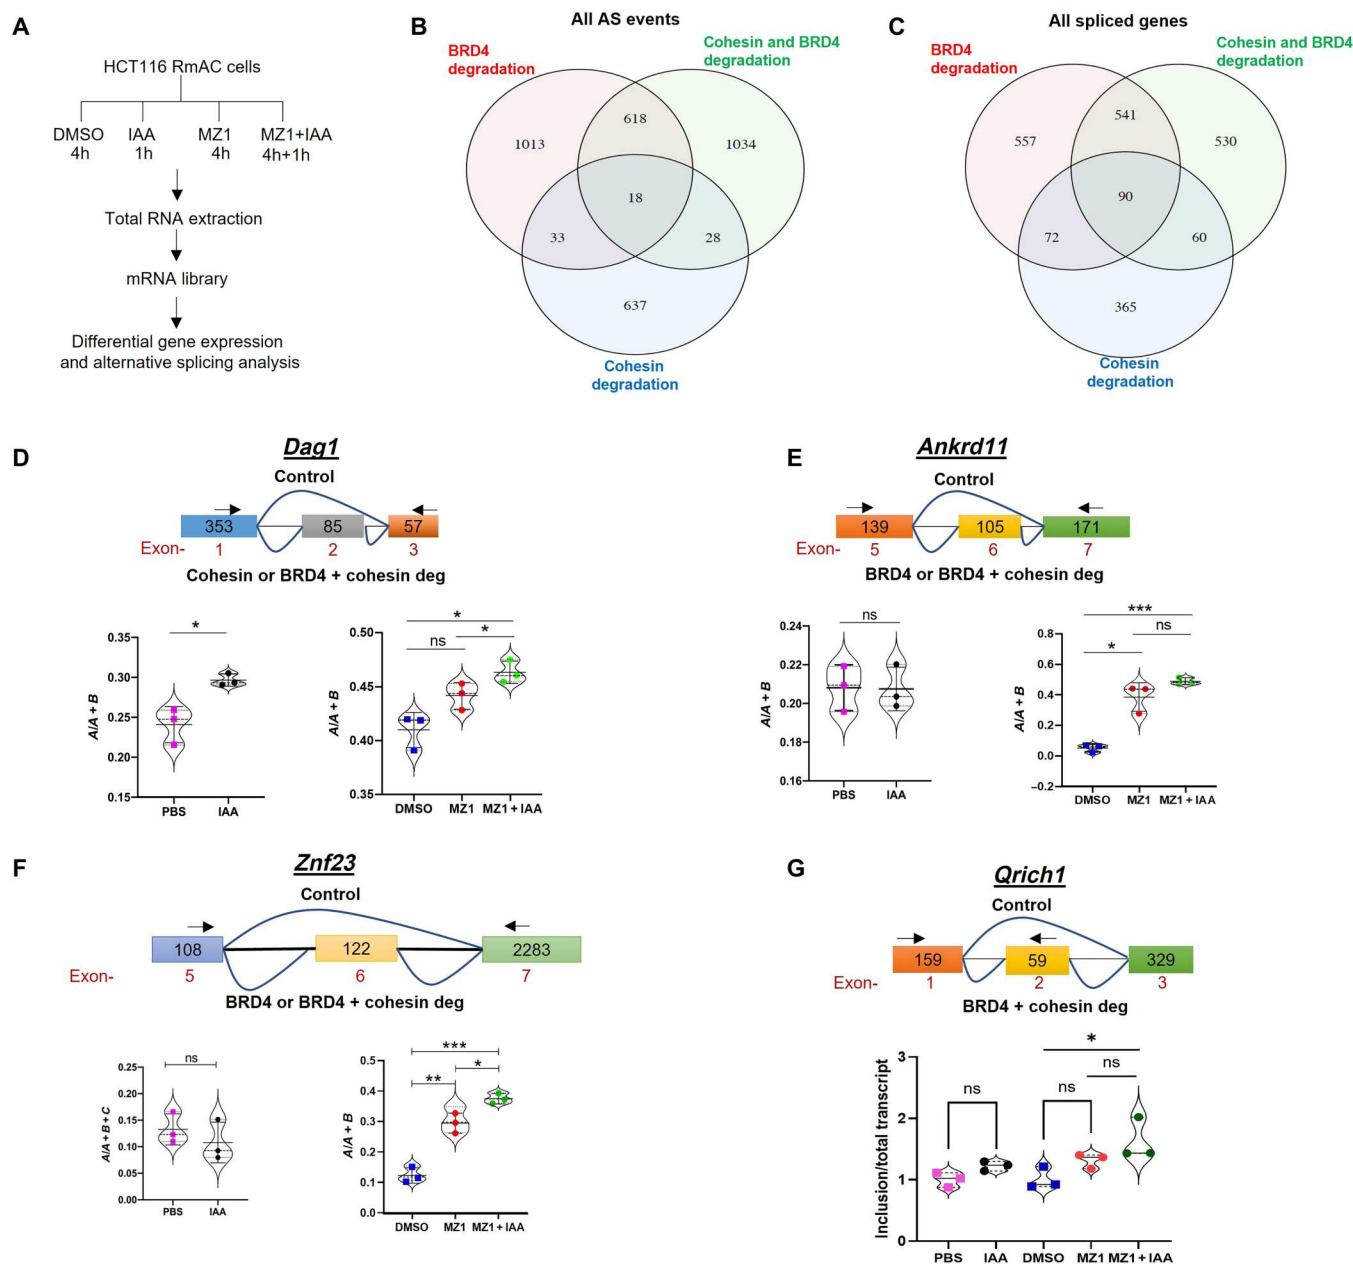 A
HCT116 RmAC cells
DMSO IAA MZ1 MZ1+IAA
4h 1h 4h 4h+1h
Total RNA extraction
mRNA library
Differential gene expression
and alternative splicing analysis
B
All AS events
BRD4
degradation
Cohesin and BRD4
degradation
618
1013
1034
18
33
28
637
Cohesin
degradation
C
All spliced genes
BRD4
degradation
Cohesin and BRD4
degradation
541
557
530
90
72
60
365
Cohesin
degradation
D
Dag1
Control
353 85 57
Exon- 1 2 3
Cohesin or BRD4 + cohesin deg
A/A + B
0.35
0.30
0.25
0.20
0.15
*
PBS IAA
A/A + B
0.50
0.45
0.40
0.35
*
ns *
DMSO MZ1 MZ1 + IAA
E
Ankrd11
Control
139 105 171
Exon- 5 6 7
BRD4 or BRD4 + cohesin deg
A/A + B
0.24
0.22
0.20
0.18
0.16
ns
PBS IAA
A/A + B
0.8
0.6
0.4
0.2
0.0
–0.2
***
ns
*
DMSO MZ1 MZ1 + IAA
F
Znf23
Control
108 122 2283
Exon- 5 6 7
BRD4 or BRD4 + cohesin deg
A/A + B + C
0.25
0.20
0.15
0.10
0.05
0.00
ns
PBS IAA
A/A + B
0.5
0.4
0.3
0.2
0.1
0.0
***
*
**
DMSO MZ1 MZ1 + IAA
G
Qrich1
Control
159 59 329
Exon- 1 2 3
BRD4 + cohesin deg
Inclusion/total transcript
3
2
1
0
*
ns
ns ns
PBS IAA DMSO MZ1 MZ1 + IAA